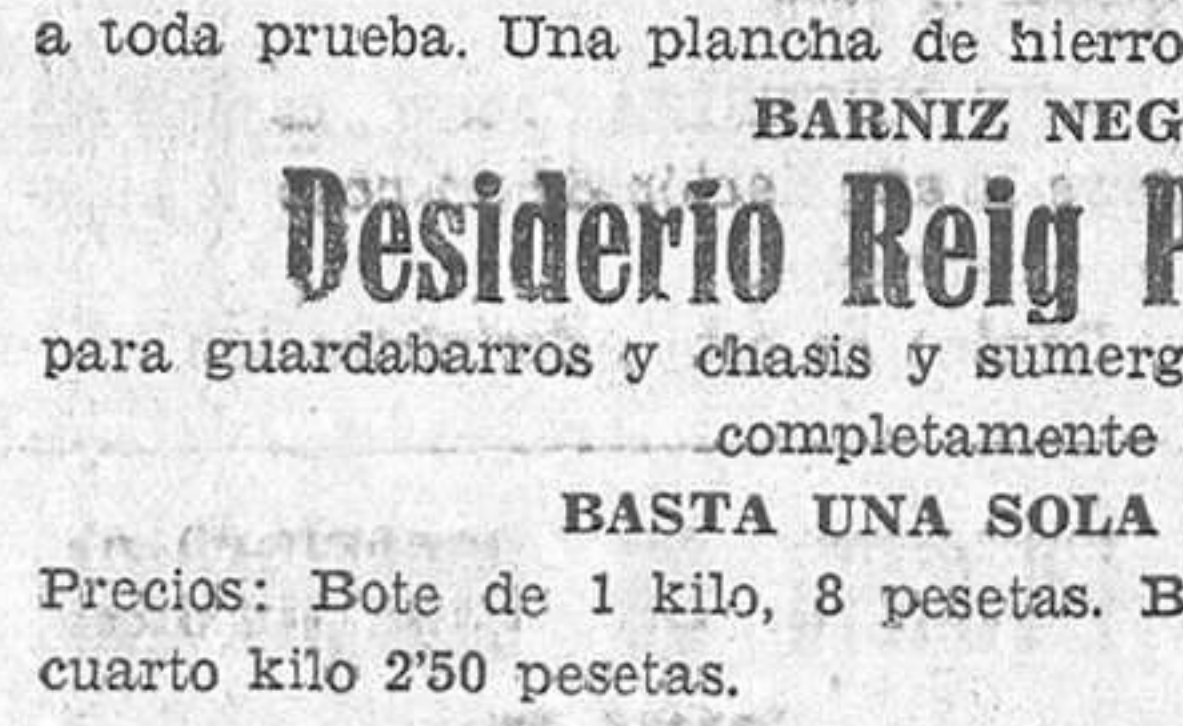 a toda prueba. Una plancha de hierro
BARNIZ NEG
Desiderio Reig P
para guardabarros y chasis y sumerg
completamente
BASTA UNA SOLA
Precios: Bote de 1 kilo, 8 pesetas. B
cuarto kilo 2'50 pesetas.